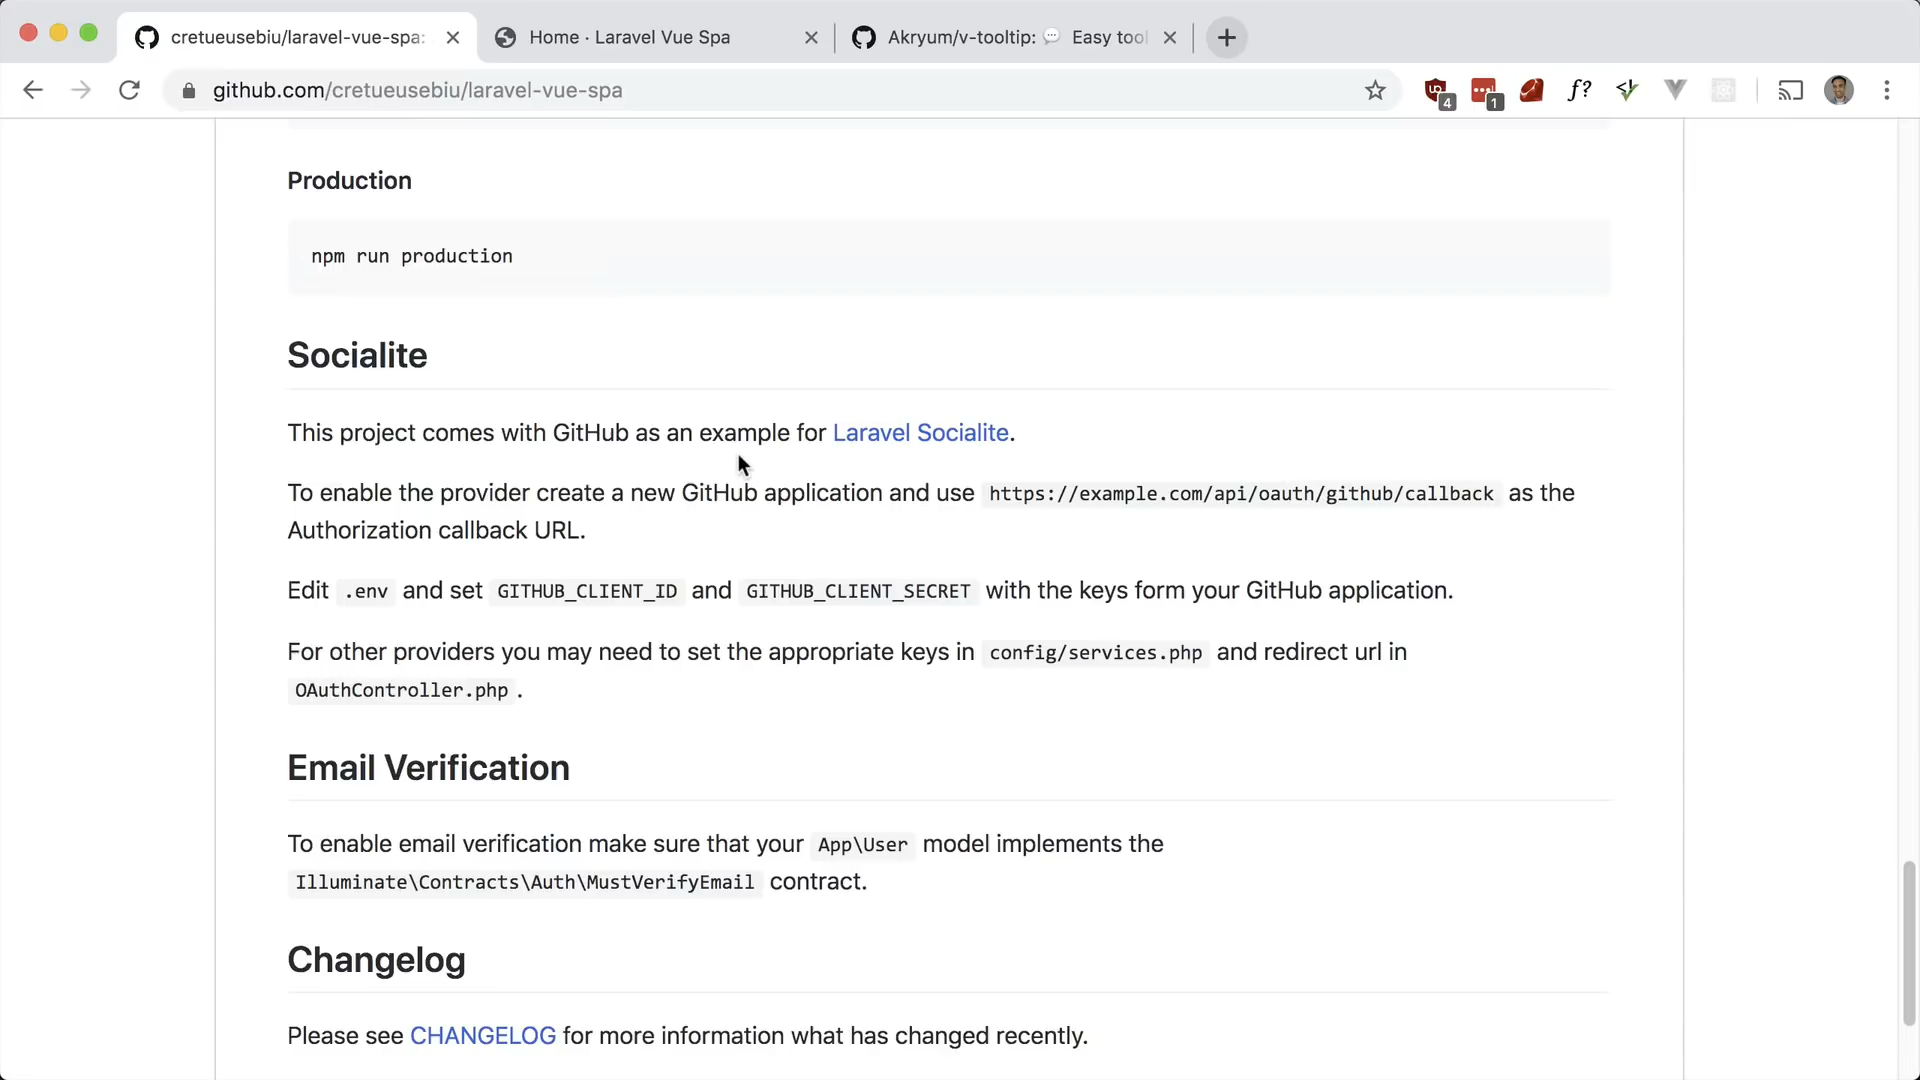 cretueusebiu/laravel-vue-spa:
Home · Laravel Vue Spa
Akryum/v-tooltip: 💬 Easy tool
github.com/cretueusebiu/laravel-vue-spa
4
1
f?
Production
npm run production
Socialite
This project comes with GitHub as an example for Laravel Socialite.
To enable the provider create a new GitHub application and use https://example.com/api/oauth/github/callback as the
Authorization callback URL.
Edit .env and set GITHUB_CLIENT_ID and GITHUB_CLIENT_SECRET with the keys form your GitHub application.
For other providers you may need to set the appropriate keys in config/services.php and redirect url in
OAuthController.php .
Email Verification
To enable email verification make sure that your App\User model implements the
Illuminate\Contracts\Auth\MustVerifyEmail contract.
Changelog
Please see CHANGELOG for more information what has changed recently.